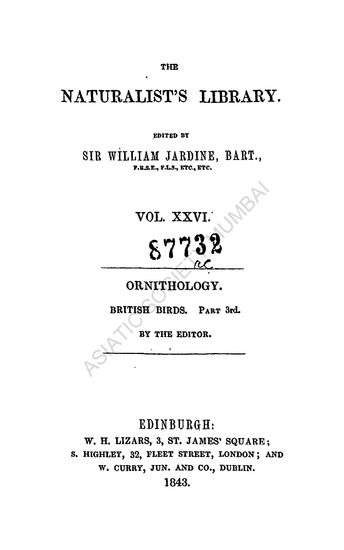 THE
NATURALIST'S LIBRARY.
EDITED BY
SIR WILLIAM JARDINE, BART.,
F.R.S.E., F.L.S., ETC., ETC.
VOL. XXVI.
87732
ORNITHOLOGY.
BRITISH BIRDS. PART 3rd.
BY THE EDITOR.
ASIATIC SOCIETY MUMBAI
EDINBURGH:
W. H. LIZARS, 3, ST. JAMES' SQUARE;
S. HIGHLEY, 32, FLEET STREET, LONDON; AND
W. CURRY, JUN. AND CO., DUBLIN.
1843.